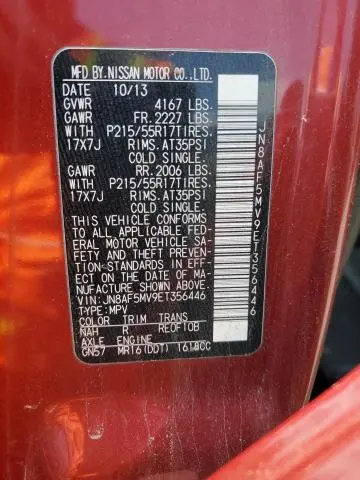 MFD.BY.NISSAN MOTOR CO.,LTD.
DATE 10/13
GVWR 4167 LBS.
GAWR FR.2227 LBS.
WITH P215/55R17TIRES.
17X7J RIMS.AT35PSI
COLD SINGLE.
GAWR RR.2006 LBS.
WITH P215/55R17TIRES.
17X7J RIMS.AT35PSI
COLD SINGLE.
THIS VEHICLE CONFORMS
TO ALL APPLICABLE FED-
ERAL MOTOR VEHICLE SA-
FETY AND THEFT PREVEN-
TION STANDARDS IN EFF-
ECT ON THE DATE OF MA-
NUFACTURE SHOWN ABOVE
VIN: JN8AF5MV9ET356446
TYPE:MPV
COLOR TRIM TRANS
NAH R RE0F10B
AXLE ENGINE
GN57 MR16(DDT) 1618CC
JN8AF5MV9ET356446